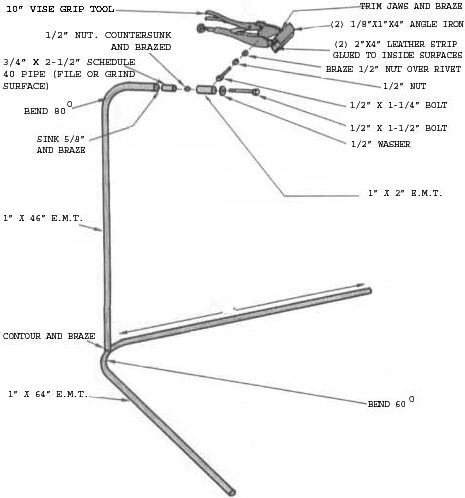 10" VISE GRIP TOOL
TRIM JAWS AND BRAZE
(2) 1/8"X1"X4" ANGLE IRON
1/2" NUT. COUNTERSUNK
AND BRAZED
(2) 2"X4" LEATHER STRIP
GLUED TO INSIDE SURFACES
3/4" X 2-1/2" SCHEDULE
40 PIPE (FILE OR GRIND
SURFACE)
BRAZE 1/2" NUT OVER RIVET
1/2" NUT
BEND 80°
1/2" X 1-1/4" BOLT
1/2" X 1-1/2" BOLT
SINK 5/8"
AND BRAZE
1/2" WASHER
1" X 2" E.M.T.
1" X 46" E.M.T.
CONTOUR AND BRAZE
1" X 64" E.M.T.
BEND 60°